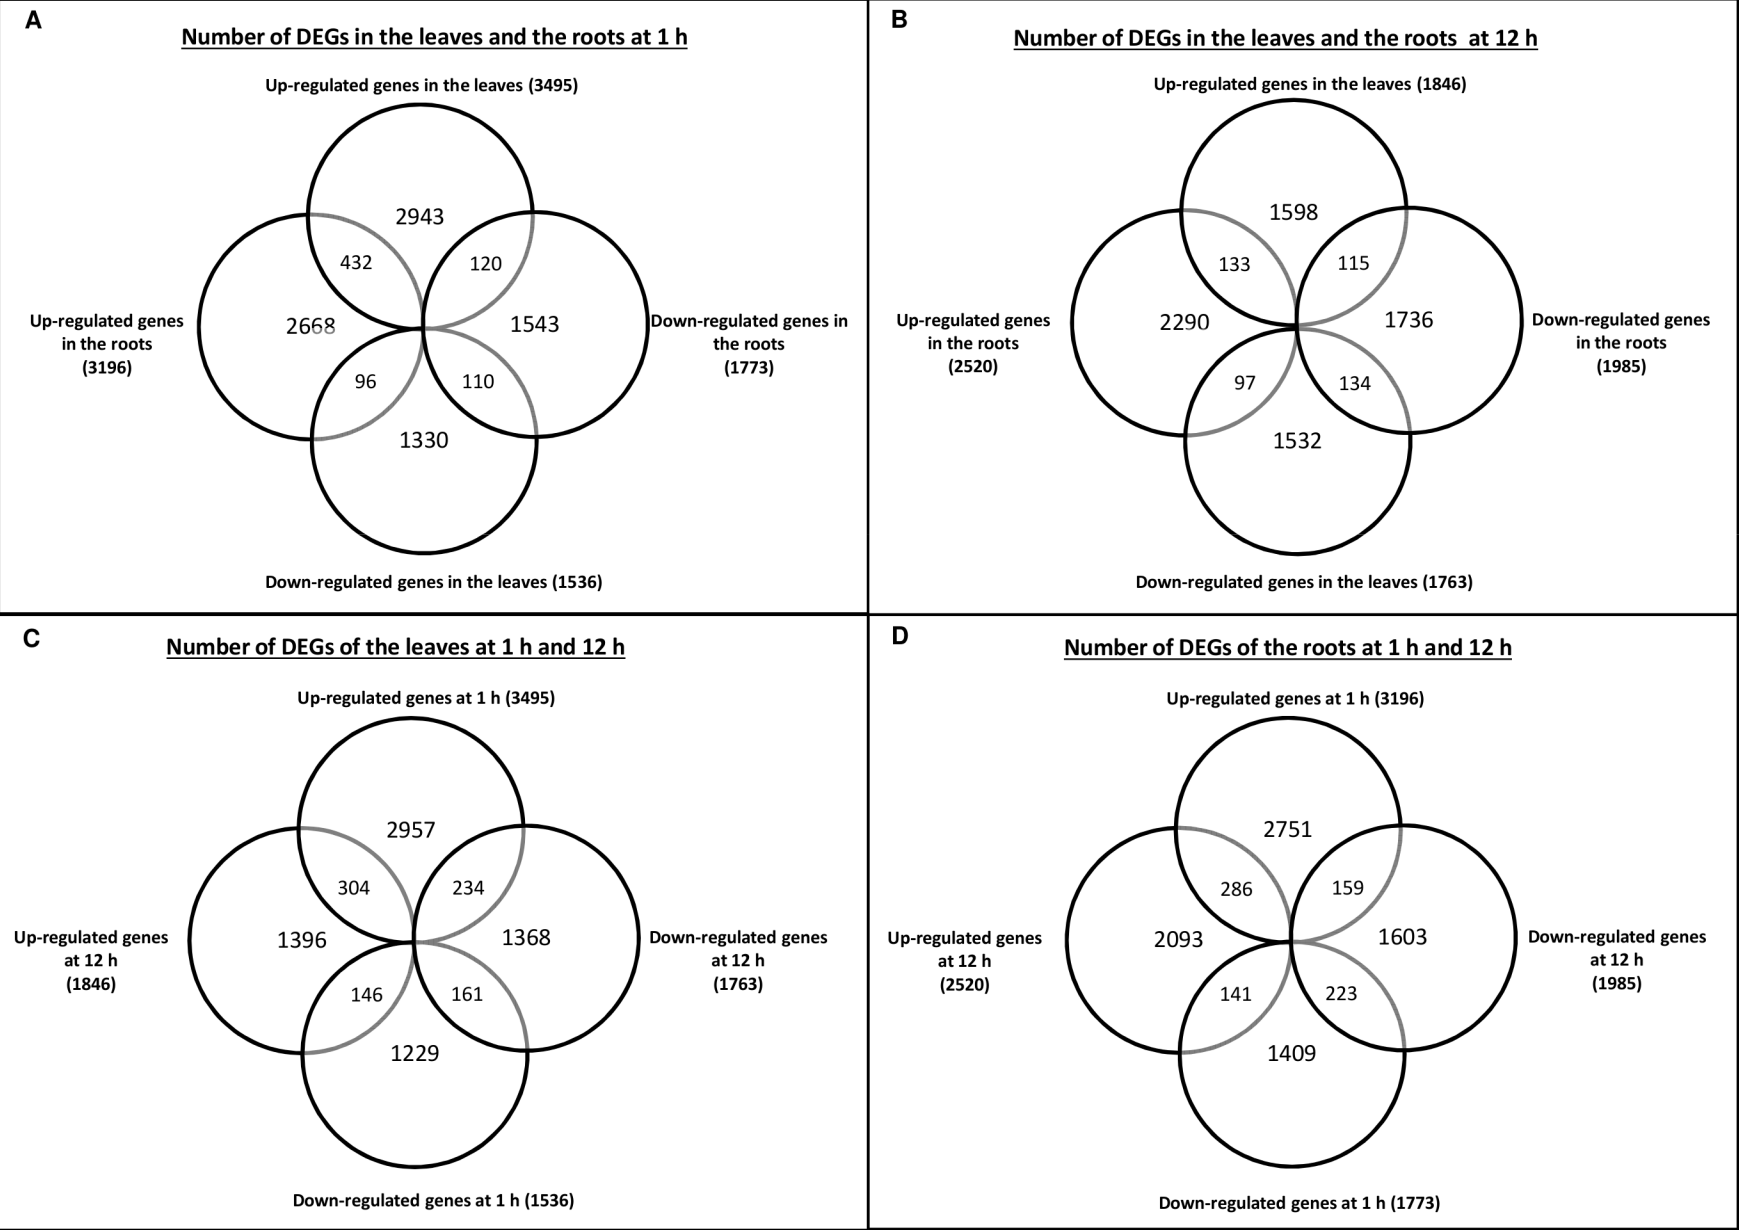 A
Number of DEGs in the leaves and the roots at 1 h
Up-regulated genes in the leaves (3495)
2943
432
120
Up-regulated genes
in the roots
(3196)
2668
1543
Down-regulated genes in
the roots
(1773)
96
110
1330
Down-regulated genes in the leaves (1536)
B
Number of DEGs in the leaves and the roots at 12 h
Up-regulated genes in the leaves (1846)
1598
133
115
Up-regulated genes
in the roots
(2520)
2290
1736
Down-regulated genes
in the roots
(1985)
97
134
1532
Down-regulated genes in the leaves (1763)
C
Number of DEGs of the leaves at 1 h and 12 h
Up-regulated genes at 1 h (3495)
2957
304
234
Up-regulated genes
at 12 h
(1846)
1396
1368
Down-regulated genes
at 12 h
(1763)
146
161
1229
Down-regulated genes at 1 h (1536)
D
Number of DEGs of the roots at 1 h and 12 h
Up-regulated genes at 1 h (3196)
2751
286
159
Up-regulated genes
at 12 h
(2520)
2093
1603
Down-regulated genes
at 12 h
(1985)
141
223
1409
Down-regulated genes at 1 h (1773)